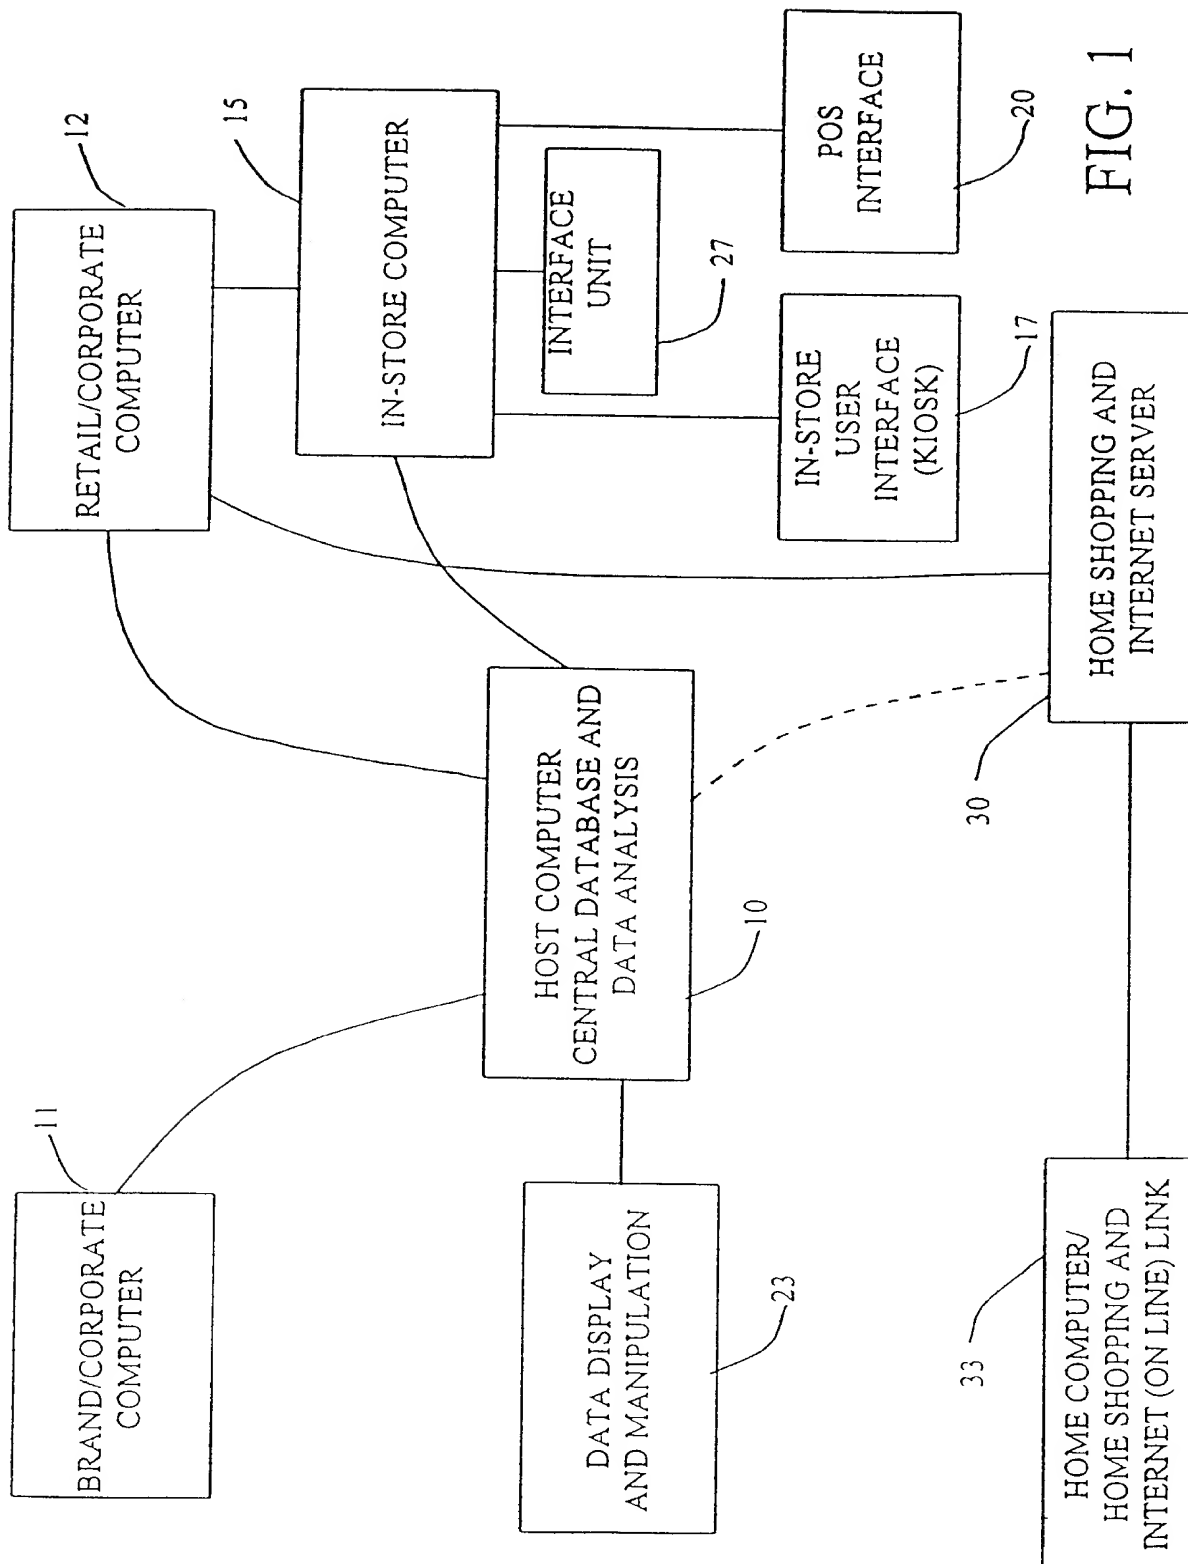 BRAND/CORPORATE
COMPUTER
11
RETAIL/CORPORATE
COMPUTER
12
IN-STORE COMPUTER
15
DATA DISPLAY
AND MANIPULATION
23
HOST COMPUTER
CENTRAL DATABASE AND
DATA ANALYSIS
10
INTERFACE
UNIT
27
IN-STORE
USER
INTERFACE
(KIOSK)
17
POS
INTERFACE
20
33
HOME COMPUTER/
HOME SHOPPING AND
INTERNET (ON LINE) LINK
30
HOME SHOPPING AND
INTERNET SERVER
FIG. 1